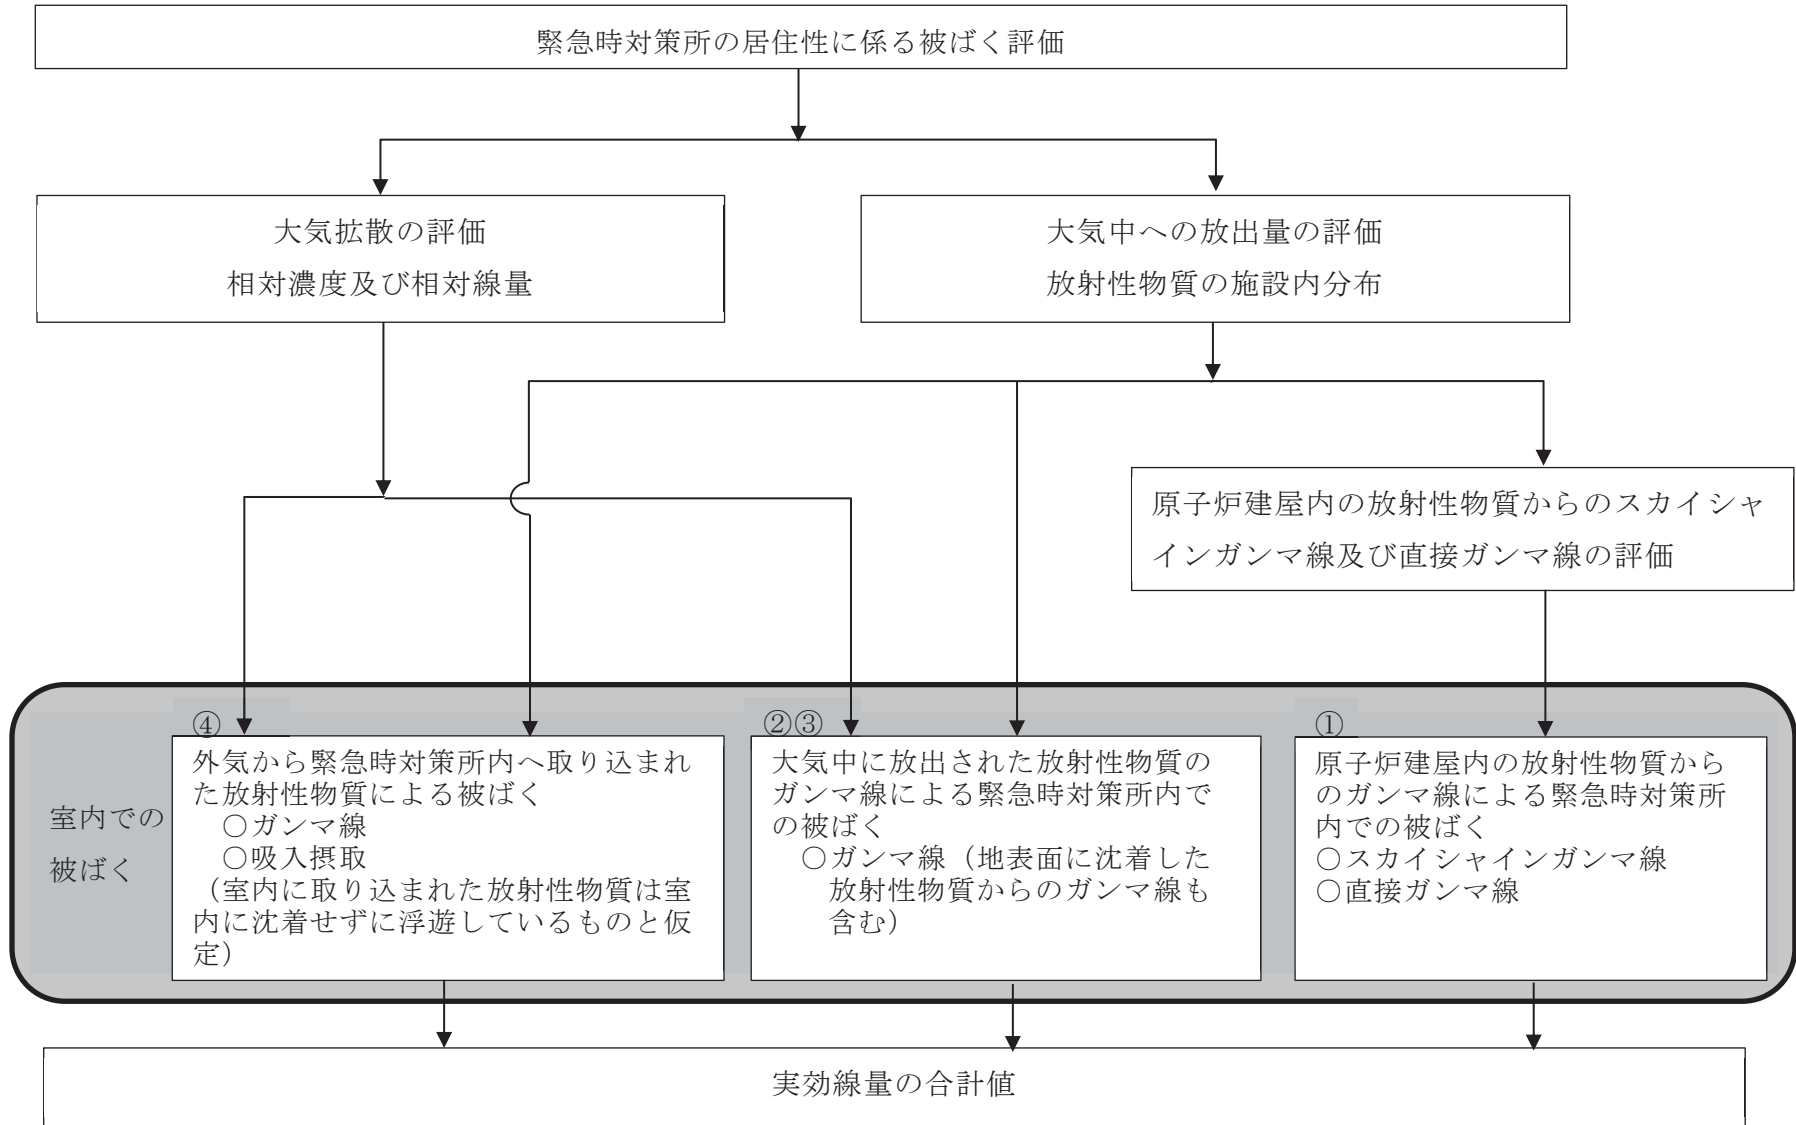 緊急時対策所の居住性に係る被ばく評価
大気拡散の評価
相対濃度及び相対線量
大気中への放出量の評価
放射性物質の施設内分布
原子炉建屋内の放射性物質からのスカイシャ
インガンマ線及び直接ガンマ線の評価
室内での
被ばく
④
外気から緊急時対策所内へ取り込まれ
た放射性物質による被ばく
○ガンマ線
○吸入摂取
（室内に取り込まれた放射性物質は室
内に沈着せずに浮遊しているものと仮
定）
②③
大気中に放出された放射性物質の
ガンマ線による緊急時対策所内で
の被ばく
○ガンマ線（地表面に沈着した
放射性物質からのガンマ線も
含む）
①
原子炉建屋内の放射性物質から
のガンマ線による緊急時対策所
内での被ばく
○スカイシャインガンマ線
○直接ガンマ線
実効線量の合計値